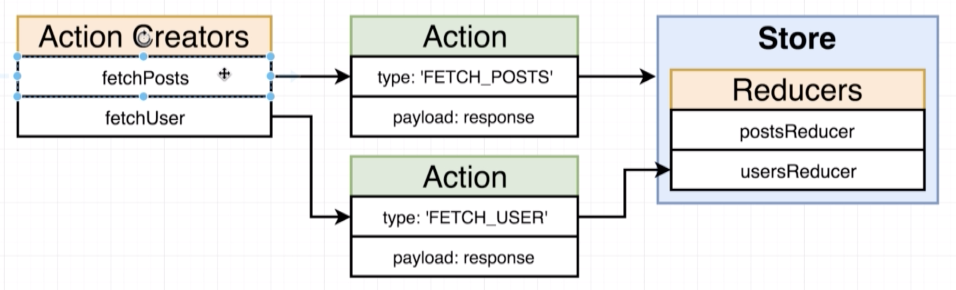 Action Creators
fetchPosts
fetchUser
Action
type: 'FETCH_POSTS'
payload: response
Action
type: 'FETCH_USER'
payload: response
Store
Reducers
postsReducer
usersReducer